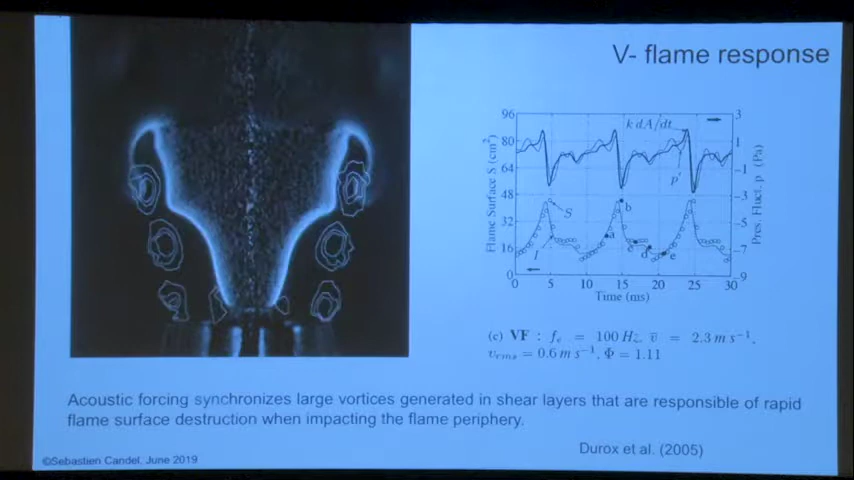 V- flame response
96
80
64
48
32
16
0
Flame Surface S (cm²)
k dA/dt
p'
S
I
a
b
c
d
e
3
1
-1
-3
-5
-7
-9
Pres. Fluct. p (Pa)
0 5 10 15 20 25 30
Time (ms)
(c) VF : fₑ = 100 Hz, v̄ = 2.3 m s⁻¹,
vᵣₘₛ = 0.6 m s⁻¹, Φ = 1.11
Acoustic forcing synchronizes large vortices generated in shear layers that are responsible of rapid
flame surface destruction when impacting the flame periphery.
Durox et al. (2005)
©Sebastien Candel, June 2019